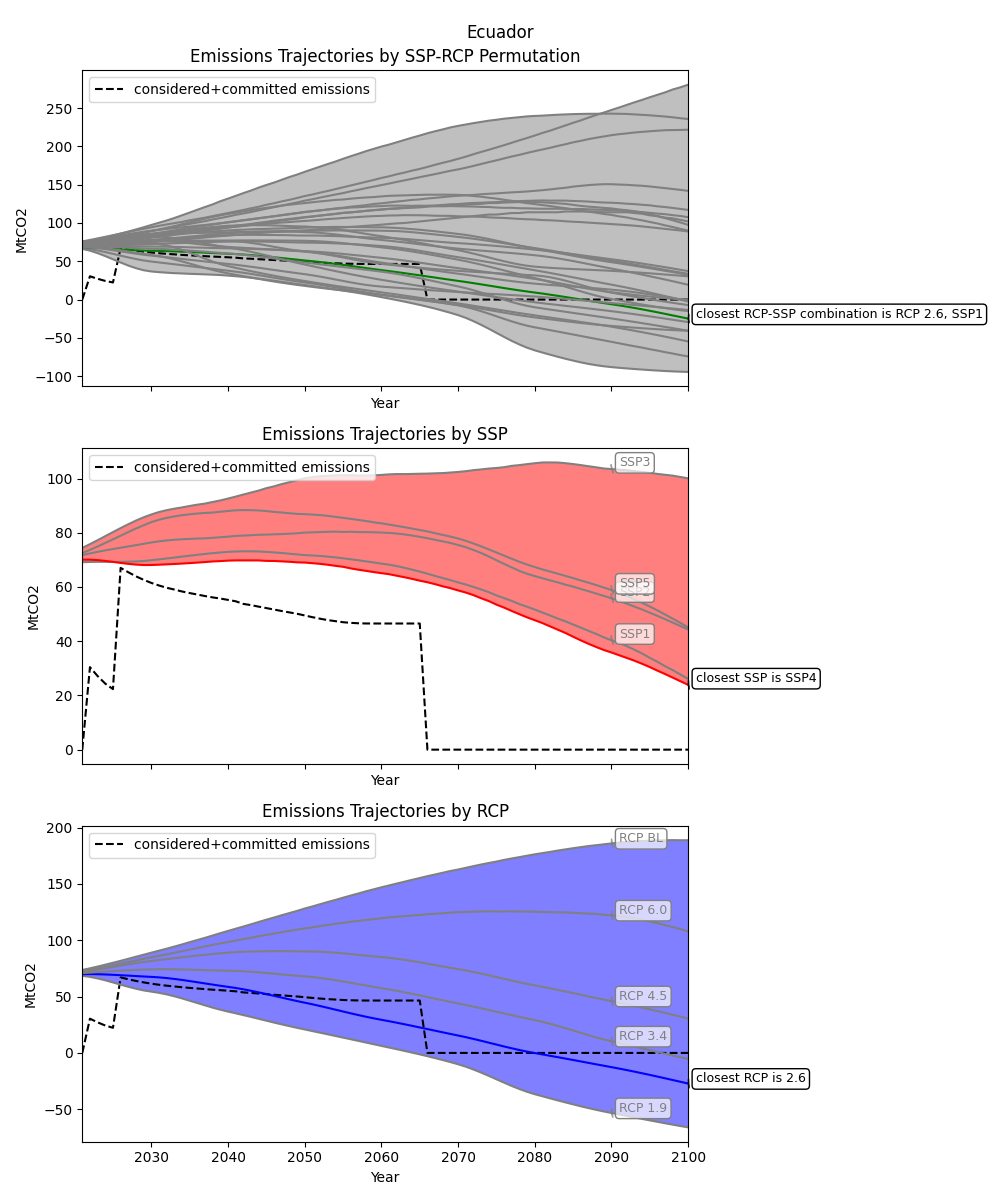 Ecuador
Emissions Trajectories by SSP-RCP Permutation
considered+committed emissions
250
200
150
100
50
0
−50
−100
MtCO2
Year
closest RCP-SSP combination is RCP 2.6, SSP1
Emissions Trajectories by SSP
considered+committed emissions
100
80
60
40
20
0
MtCO2
Year
SSP3
SSP5
SSP1
closest SSP is SSP4
Emissions Trajectories by RCP
considered+committed emissions
200
150
100
50
0
−50
MtCO2
RCP BL
RCP 6.0
RCP 4.5
RCP 3.4
closest RCP is 2.6
RCP 1.9
2030 2040 2050 2060 2070 2080 2090 2100
Year